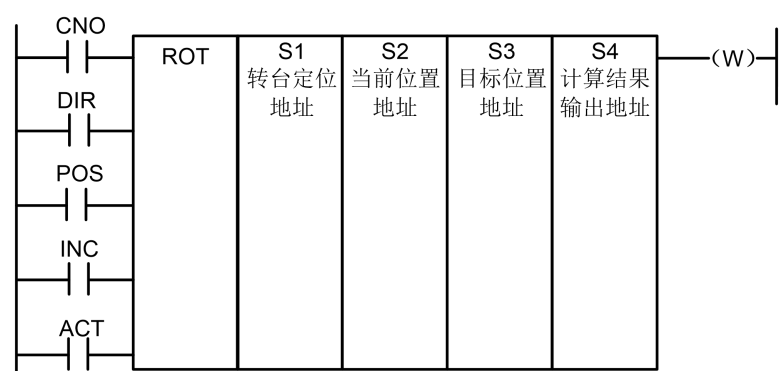 CNO
ROT
S1
转台定位
地址
S2
当前位置
地址
S3
目标位置
地址
S4
计算结果
输出地址
(W)
DIR
POS
INC
ACT